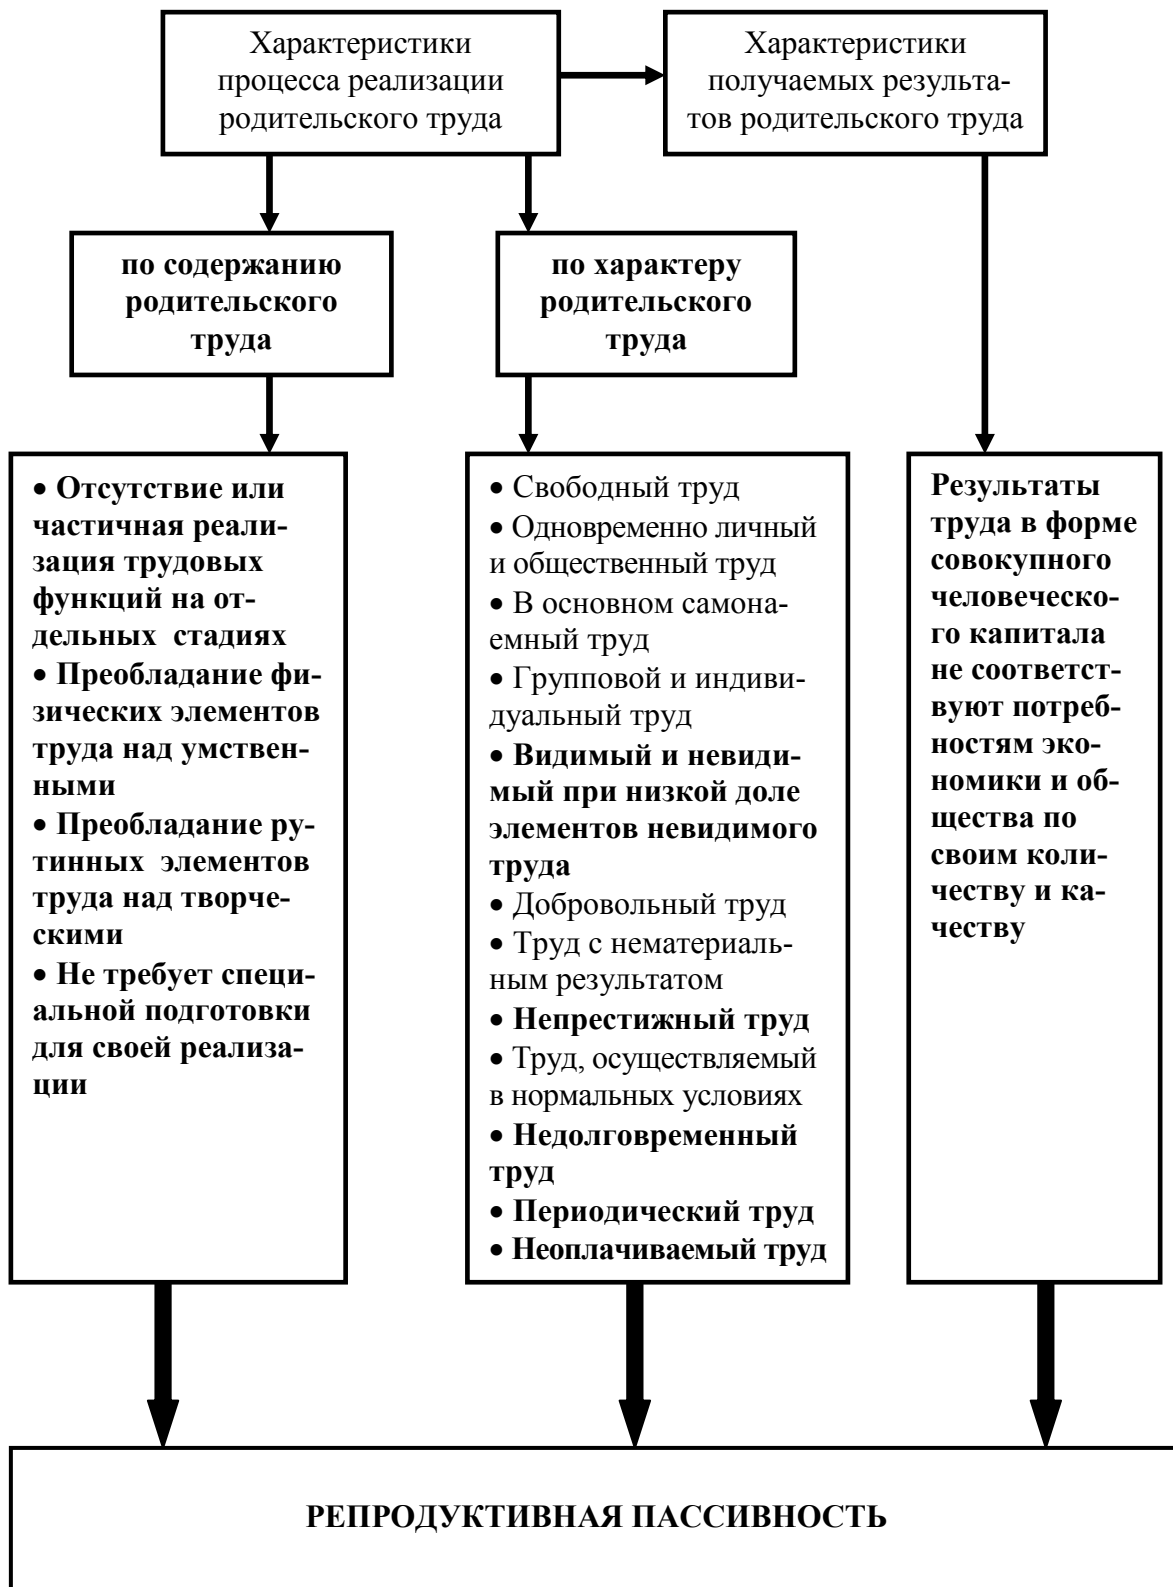 Характеристики
процесса реализации
родительского труда
Характеристики
получаемых результа-
тов родительского труда
по содержанию
родительского
труда
по характеру
родительского
труда
• Отсутствие или
частичная реали-
зация трудовых
функций на от-
дельных стадиях
• Преобладание фи-
зических элементов
труда над умствен-
ными
• Преобладание ру-
тинных элементов
труда над творче-
скими
• Не требует специ-
альной подготовки
для своей реализа-
ции
• Свободный труд
• Одновременно личный
и общественный труд
• В основном самона-
емный труд
• Групповой и индиви-
дуальный труд
• Видимый и невиди-
мый при низкой доле
элементов невидимого
труда
• Добровольный труд
• Труд с нематериаль-
ным результатом
• Непрестижный труд
• Труд, осуществляемый
в нормальных условиях
• Недолговременный
труд
• Периодический труд
• Неоплачиваемый труд
Результаты
труда в форме
совокупного
человеческо-
го капитала
не соответст-
вуют потреб-
ностям эко-
номики и об-
щества по
своим коли-
честву и ка-
честву
РЕПРОДУКТИВНАЯ ПАССИВНОСТЬ